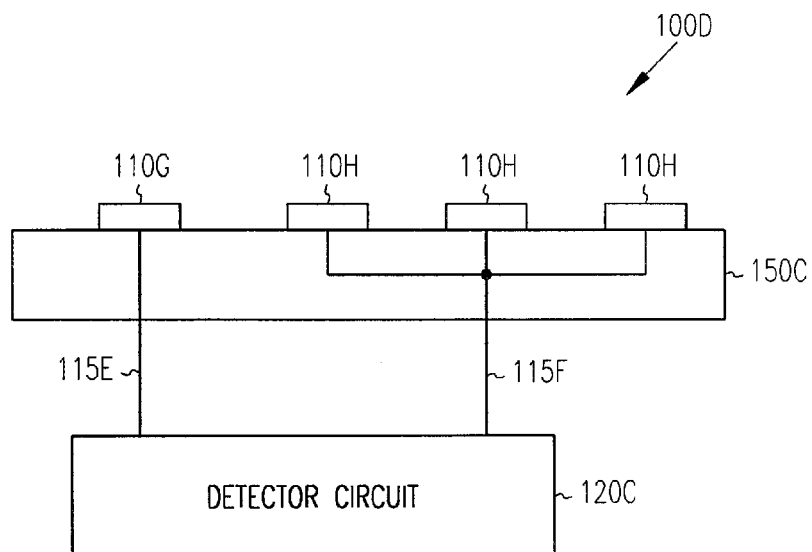 100D
110G 110H 110H 110H
150C
115E 115F
DETECTOR CIRCUIT
120C